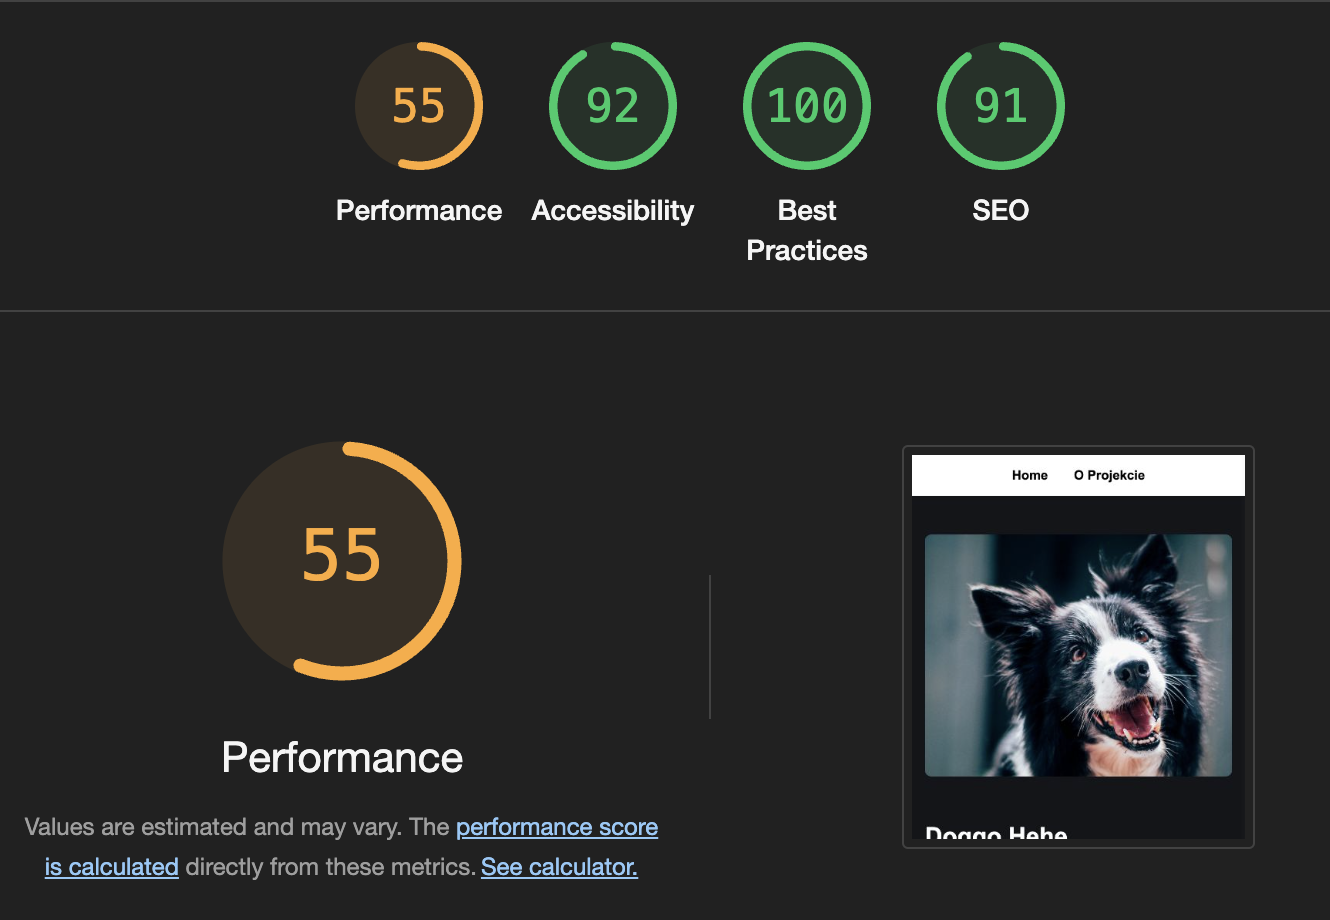 55
92
100
91
Performance
Accessibility
Best
Practices
SEO
55
Performance
Values are estimated and may vary. The performance score
is calculated directly from these metrics. See calculator.
Home
O Projekcie
Doggo Hehe